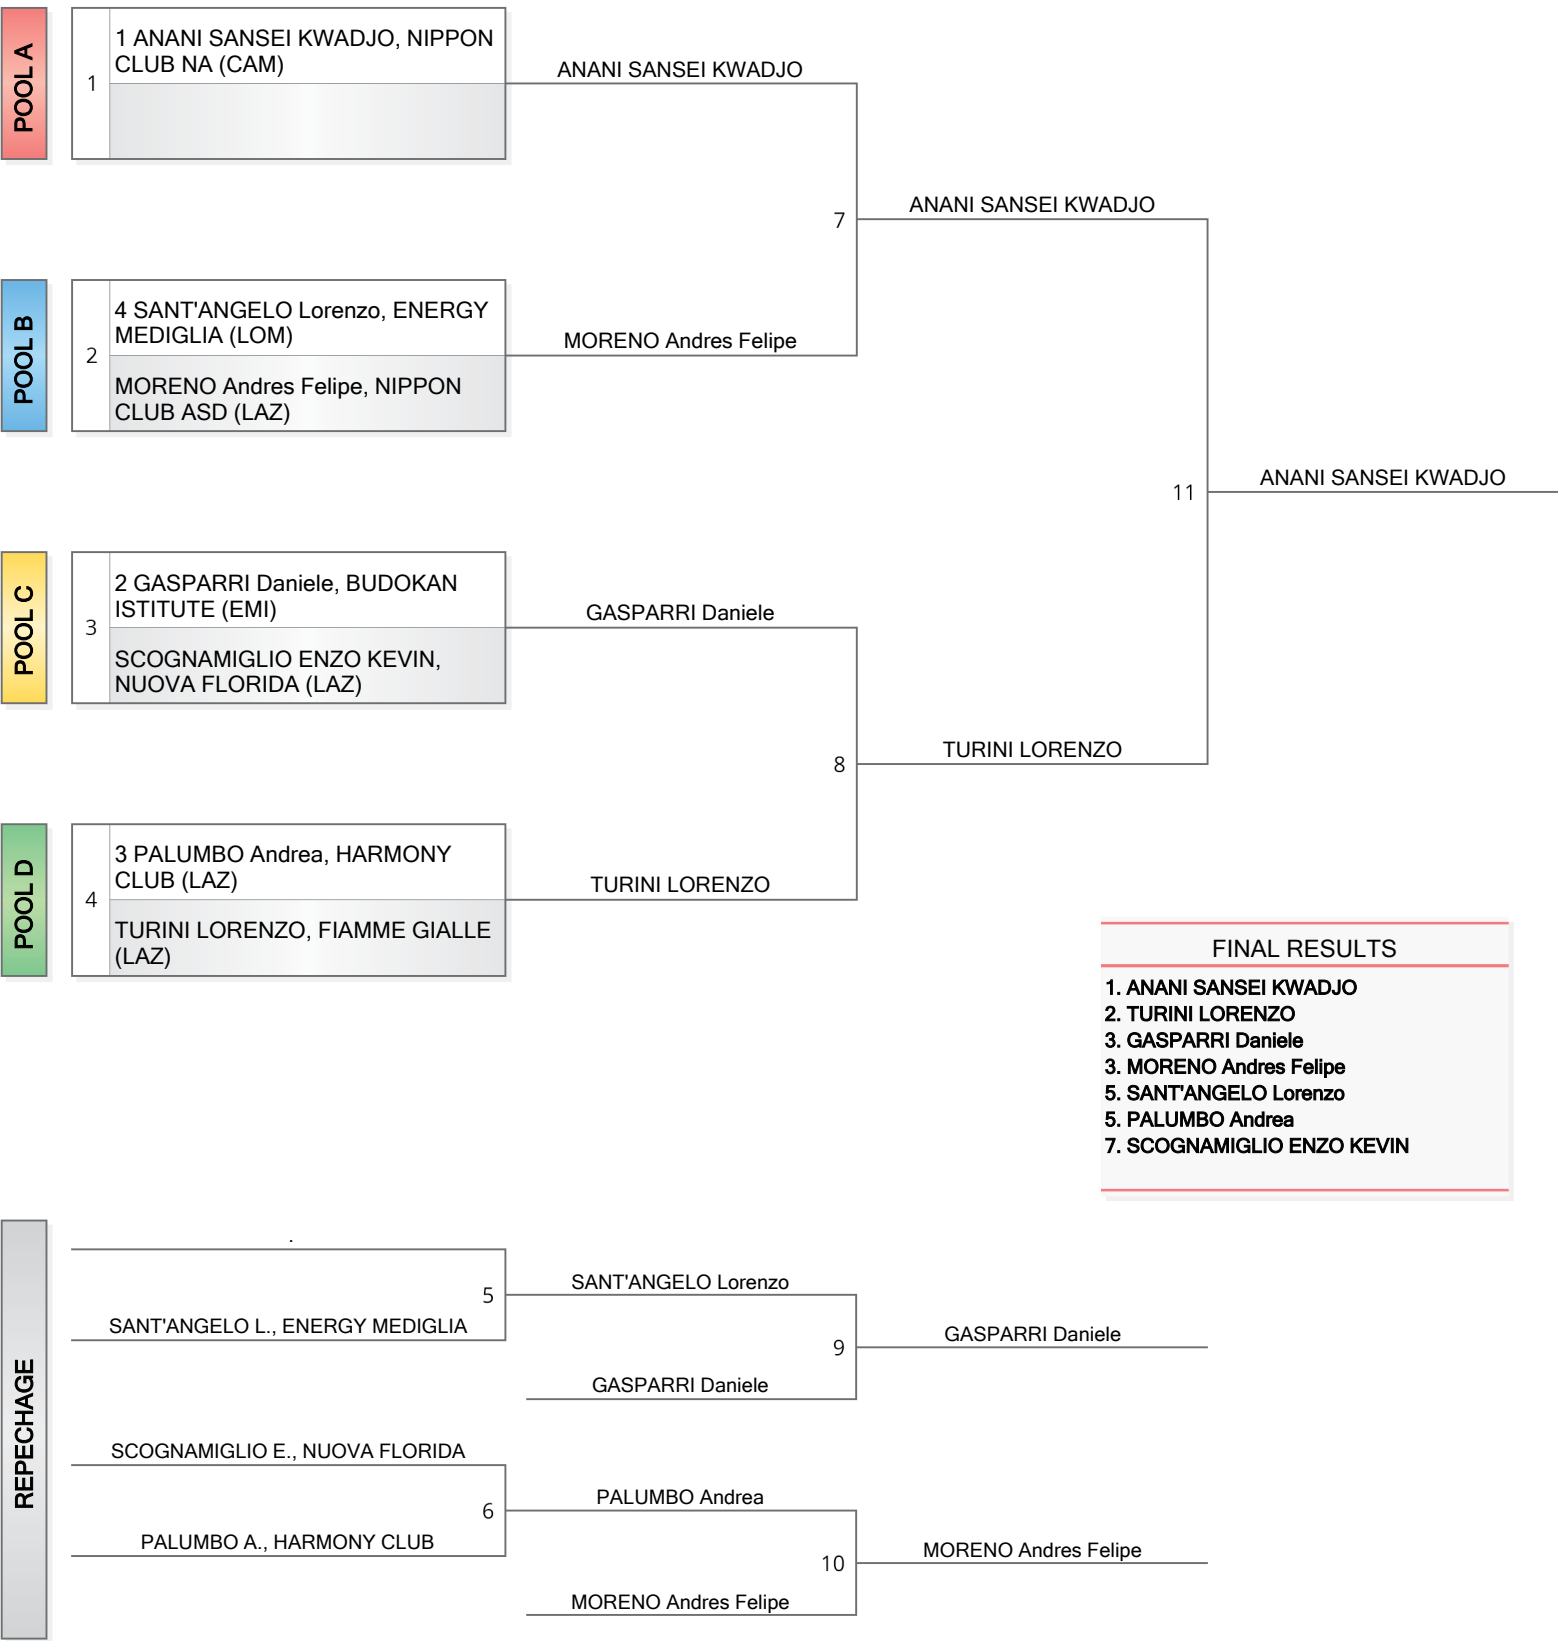 POOL A
1
1 ANANI SANSEI KWADJO, NIPPON
CLUB NA (CAM)
ANANI SANSEI KWADJO
7
ANANI SANSEI KWADJO
POOL B
2
4 SANT'ANGELO Lorenzo, ENERGY
MEDIGLIA (LOM)
MORENO Andres Felipe, NIPPON
CLUB ASD (LAZ)
MORENO Andres Felipe
11
ANANI SANSEI KWADJO
POOL C
3
2 GASPARRI Daniele, BUDOKAN
ISTITUTE (EMI)
SCOGNAMIGLIO ENZO KEVIN,
NUOVA FLORIDA (LAZ)
GASPARRI Daniele
8
TURINI LORENZO
POOL D
4
3 PALUMBO Andrea, HARMONY
CLUB (LAZ)
TURINI LORENZO, FIAMME GIALLE
(LAZ)
TURINI LORENZO
FINAL RESULTS
1. ANANI SANSEI KWADJO
2. TURINI LORENZO
3. GASPARRI Daniele
3. MORENO Andres Felipe
5. SANT'ANGELO Lorenzo
5. PALUMBO Andrea
7. SCOGNAMIGLIO ENZO KEVIN
REPECHAGE
.
5
SANT'ANGELO L., ENERGY MEDIGLIA
SANT'ANGELO Lorenzo
9
GASPARRI Daniele
GASPARRI Daniele
SCOGNAMIGLIO E., NUOVA FLORIDA
6
PALUMBO A., HARMONY CLUB
PALUMBO Andrea
10
MORENO Andres Felipe
MORENO Andres Felipe